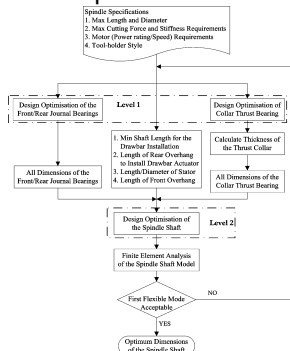 Spindle Specifications
1. Max Length and Diameter
2. Max Cutting Force and Stiffness Requirements
3. Motor (Power rating/Speed) Requirements
4. Tool-holder Style
Design Optimisation of the
Front/Rear Journal Bearings
Level 1
Design Optimisation of
Collar Thrust Bearing
1. Min Shaft Length for the
Drawbar Installation
2. Length of Rear Overhang
to Install Drawbar Actuator
3. Length/Diameter of Stator
4. Length of Front Overhang
Calculate Thickness of
the Thrust Collar
All Dimensions of the
Front/Rear Journal Bearings
All Dimensions of the
Collar Thrust Bearing
Design Optimisation of
the Spindle Shaft
Level 2
Finite Element Analysis
of the Spindle Shaft Model
First Flexible Mode
Acceptable
NO
YES
Optimum Dimensions
of the Spindle Shaft